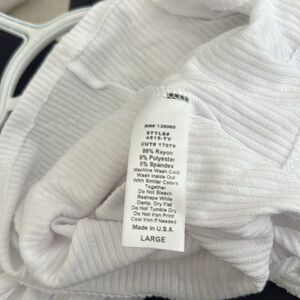 RN# 135080
STYLE#
4815-TV
CUT# 17079
86% Rayon
9% Polyester
5% Spandex
Machine Wash Cold
Wash Inside Out
With Similar Colors
Together
Do Not Bleach
Reshape While
Damp. Dry Flat
Do Not Tumble Dry
Do Not Iron Print
Cool Iron if Needed
Made in U.S.A
LARGE